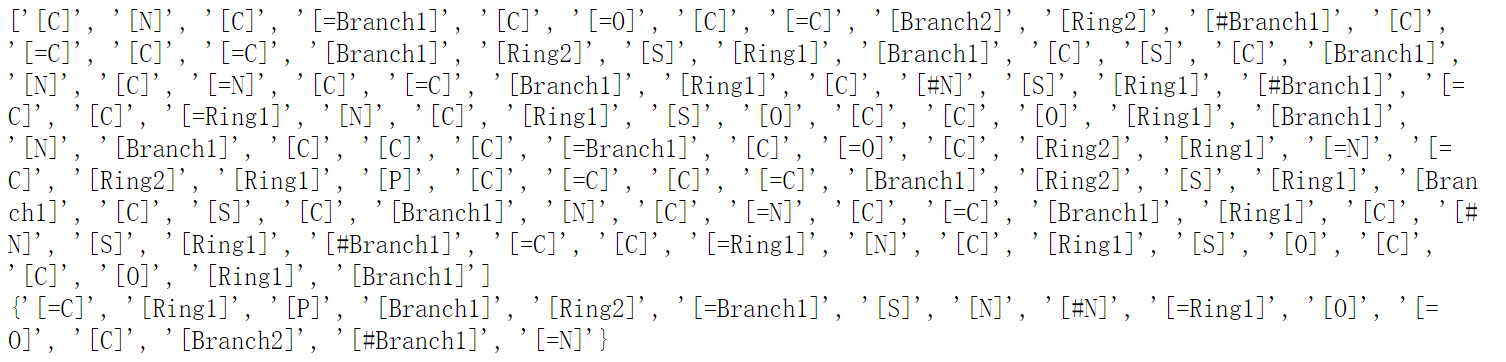 ['[C]', '[N]', '[C]', '[=Branch1]', '[C]', '[=O]', '[C]', '[=C]', '[Branch2]', '[Ring2]', '[#Branch1]', '[C]',
'[=C]', '[C]', '[=C]', '[Branch1]', '[Ring2]', '[S]', '[Ring1]', '[Branch1]', '[C]', '[S]', '[C]', '[Branch1]',
'[N]', '[C]', '[=N]', '[C]', '[=C]', '[Branch1]', '[Ring1]', '[C]', '[#N]', '[S]', '[Ring1]', '[#Branch1]', '[=
C]', '[C]', '[=Ring1]', '[N]', '[C]', '[Ring1]', '[S]', '[O]', '[C]', '[C]', '[O]', '[Ring1]', '[Branch1]',
'[N]', '[Branch1]', '[C]', '[C]', '[C]', '[=Branch1]', '[C]', '[=O]', '[C]', '[Ring2]', '[Ring1]', '[=N]', '[=
C]', '[Ring2]', '[Ring1]', '[P]', '[C]', '[=C]', '[C]', '[=C]', '[Branch1]', '[Ring2]', '[S]', '[Ring1]', '[Bran
ch1]', '[C]', '[S]', '[C]', '[Branch1]', '[N]', '[C]', '[=N]', '[C]', '[=C]', '[Branch1]', '[Ring1]', '[C]', '[#
N]', '[S]', '[Ring1]', '[#Branch1]', '[=C]', '[C]', '[=Ring1]', '[N]', '[C]', '[Ring1]', '[S]', '[O]', '[C]',
'[C]', '[O]', '[Ring1]', '[Branch1]']
{'[=C]', '[Ring1]', '[P]', '[Branch1]', '[Ring2]', '[=Branch1]', '[S]', '[N]', '[#N]', '[=Ring1]', '[O]', '[=
O]', '[C]', '[Branch2]', '[#Branch1]', '[=N]'}